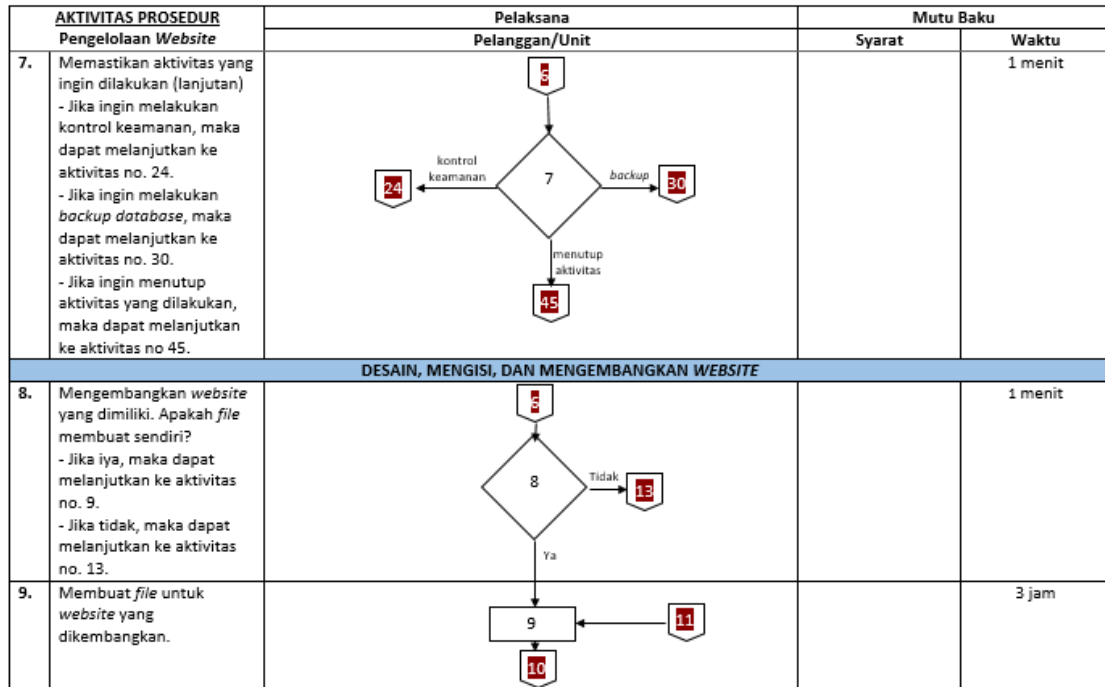 AKTIVITAS PROSEDUR
Pengelolaan Website
Pelaksana
Mutu Baku
Pelanggan/Unit
Syarat
Waktu
7.
Memastikan aktivitas yang
ingin dilakukan (lanjutan)
- Jika ingin melakukan
kontrol keamanan, maka
dapat melanjutkan ke
aktivitas no. 24.
- Jika ingin melakukan
backup database, maka
dapat melanjutkan ke
aktivitas no. 30.
- Jika ingin menutup
aktivitas yang dilakukan,
maka dapat melanjutkan
ke aktivitas no 45.
kontrol
keamanan
24
7
backup
30
menutup
aktivitas
45
1 menit
DESAIN, MENGISI, DAN MENGEMBANGKAN WEBSITE
8.
Mengembangkan website
yang dimiliki. Apakah file
membuat sendiri?
- Jika iya, maka dapat
melanjutkan ke aktivitas
no. 9.
- Jika tidak, maka dapat
melanjutkan ke aktivitas
no. 13.
8
Tidak
13
Ya
1 menit
9.
Membuat file untuk
website yang
dikembangkan.
9
11
10
3 jam